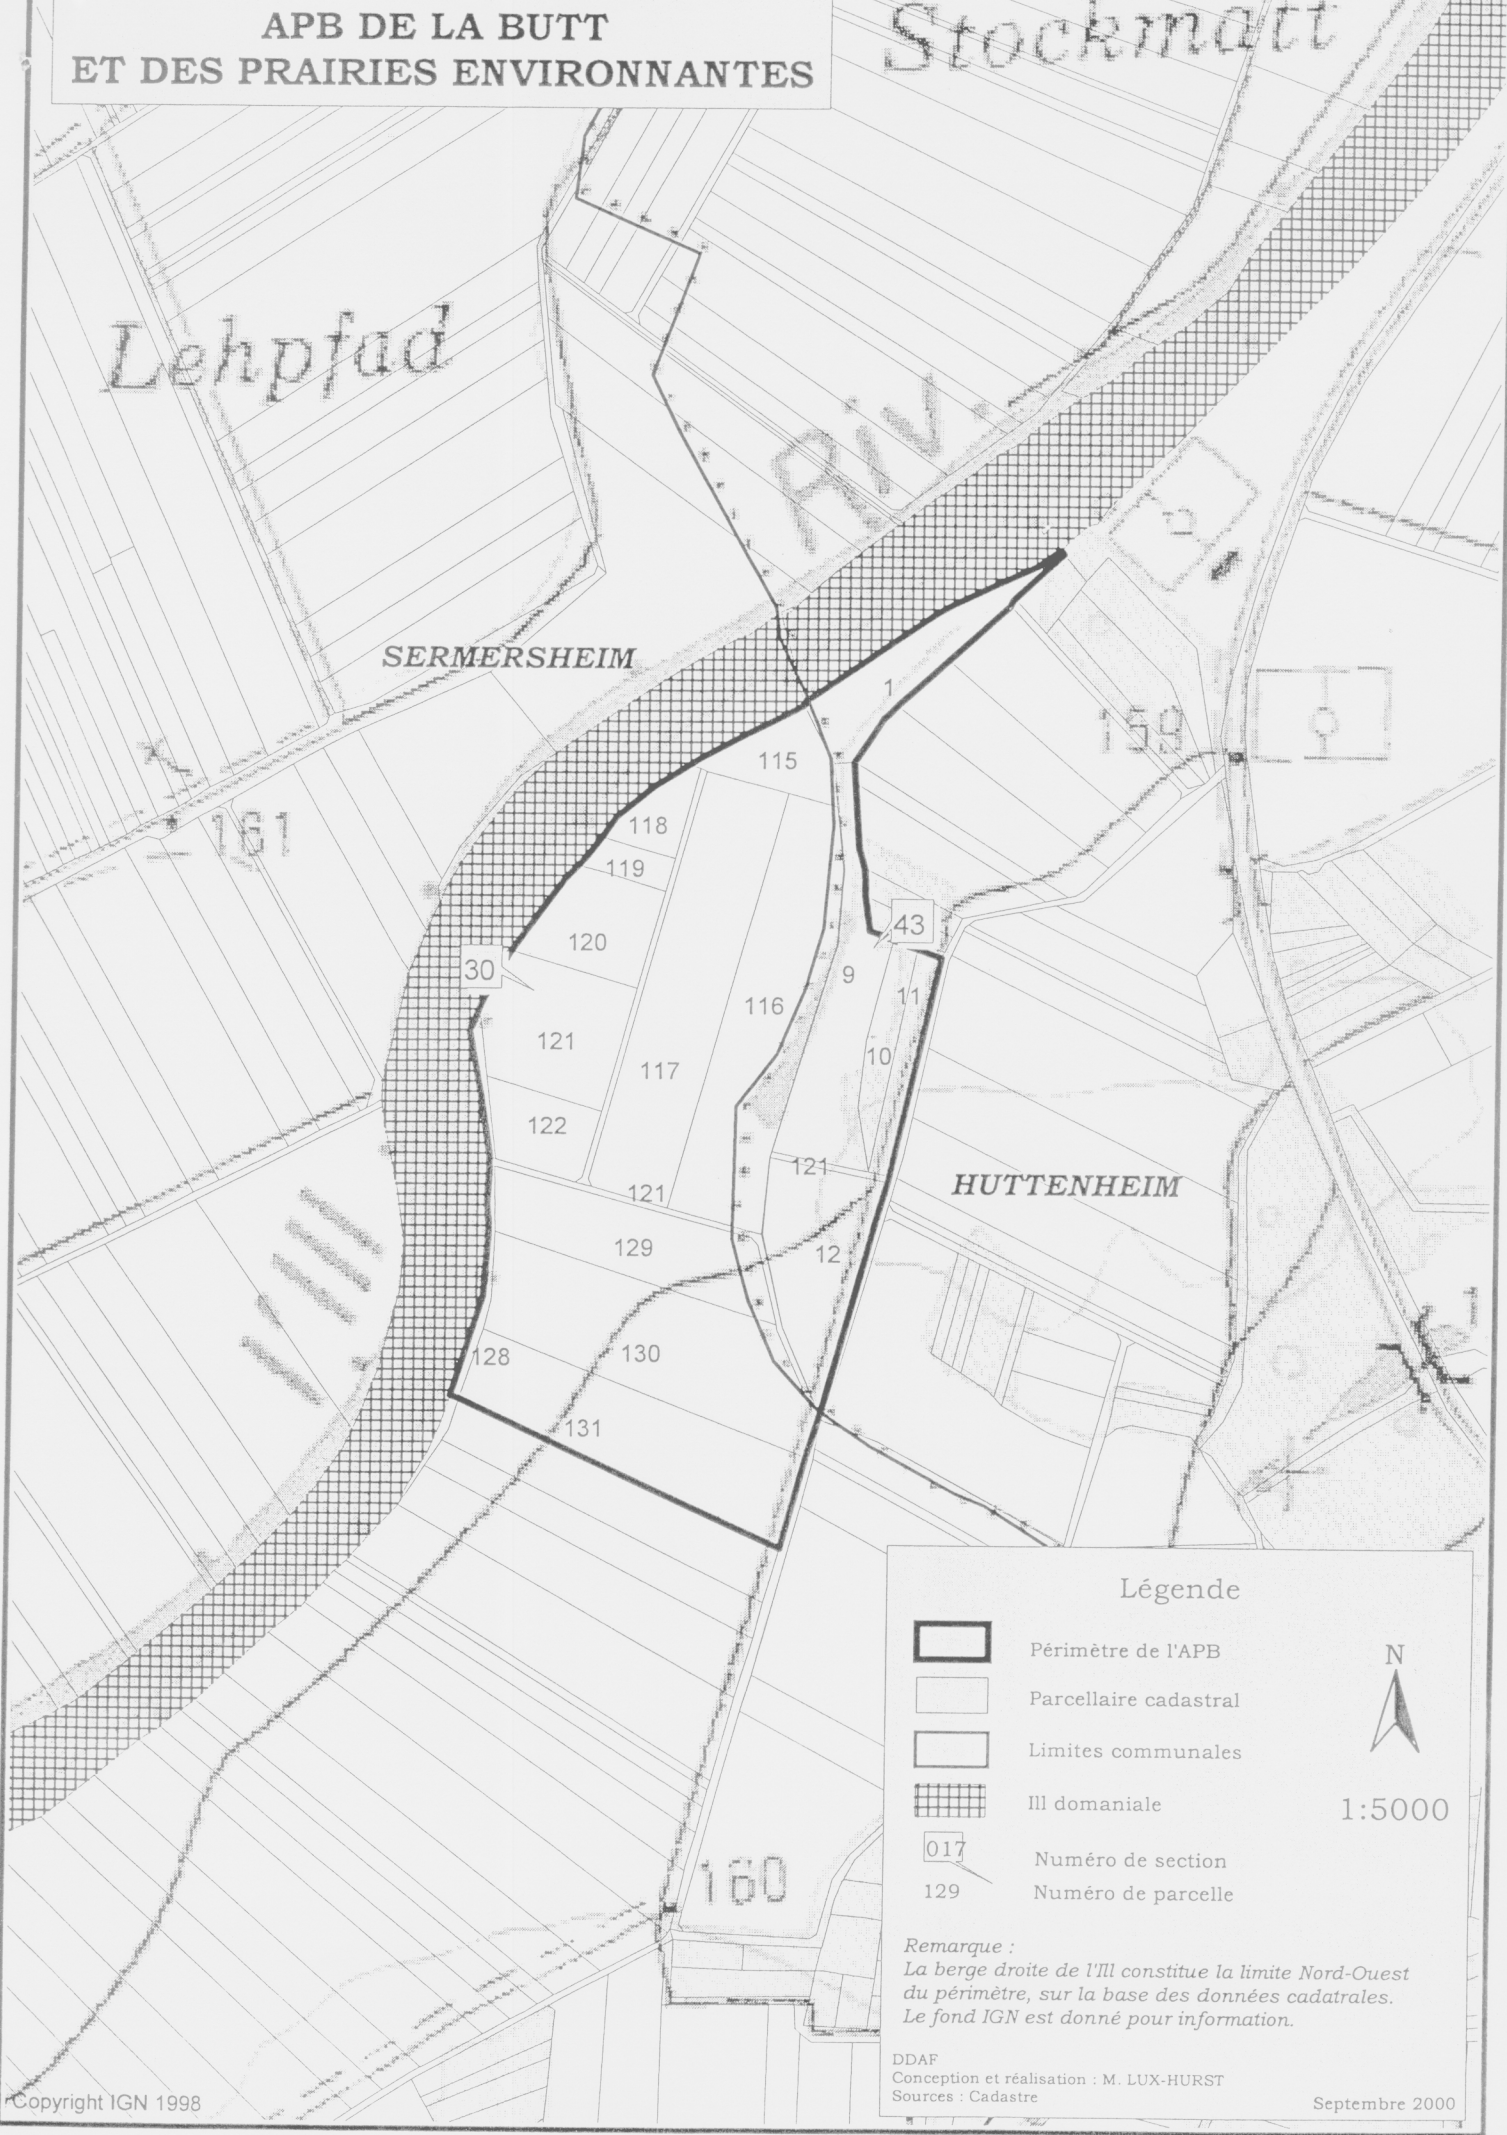 APB DE LA BUTT
ET DES PRAIRIES ENVIRONNANTES
Stockmatt
Lehpfad
Riv.
SERMERSHEIM
1
159
115
161
118
119
43
120
30
9
11
116
121
10
117
122
121
HUTTENHEIM
121
129
12
130
128
131
Légende
Périmètre de l'APB
N
Parcellaire cadastral
Limites communales
Ill domaniale
1:5000
017
Numéro de section
129
Numéro de parcelle
160
Remarque :
La berge droite de l'Ill constitue la limite Nord-Ouest
du périmètre, sur la base des données cadatrales.
Le fond IGN est donné pour information.
DDAF
Conception et réalisation : M. LUX-HURST
Sources : Cadastre
Septembre 2000
Copyright IGN 1998